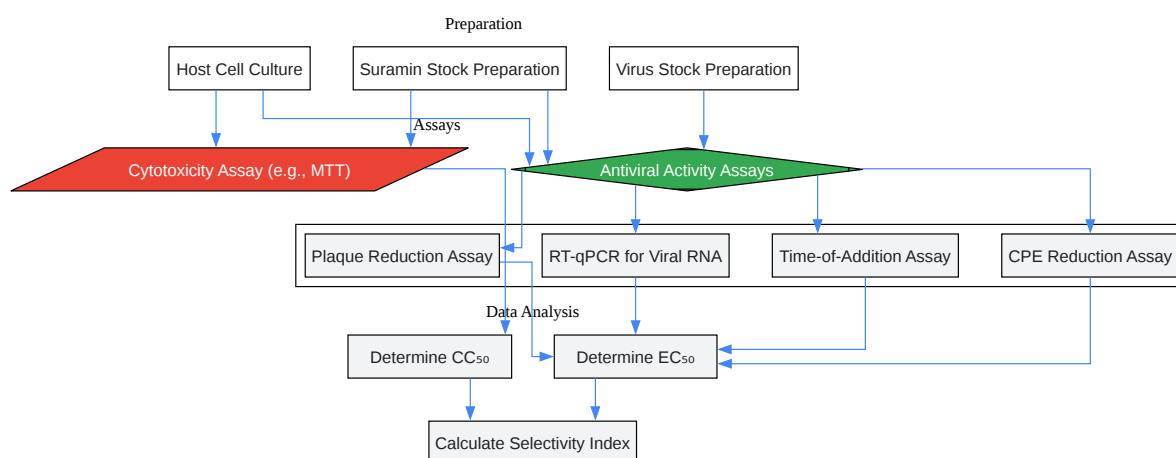 Preparation
Host Cell Culture
Suramin Stock Preparation
Virus Stock Preparation
Assays
Cytotoxicity Assay (e.g., MTT)
Antiviral Activity Assays
Plaque Reduction Assay
RT-qPCR for Viral RNA
Time-of-Addition Assay
CPE Reduction Assay
Data Analysis
Determine CC₅₀
Determine EC₅₀
Calculate Selectivity Index